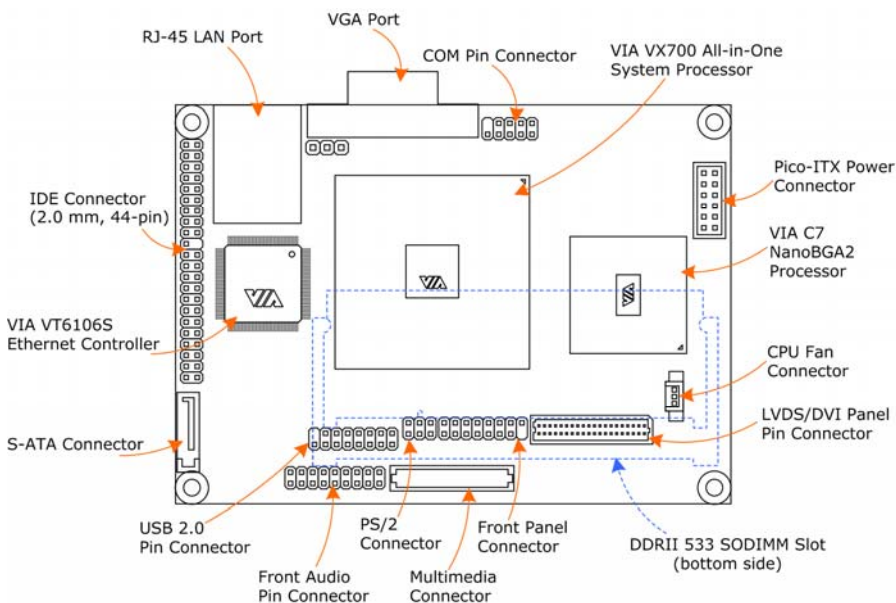 RJ-45 LAN Port
VGA Port
COM Pin Connector
VIA VX700 All-in-One
System Processor
IDE Connector
(2.0 mm, 44-pin)
Pico-ITX Power
Connector
VIA C7
NanoBGA2
Processor
VIA VT6106S
Ethernet Controller
CPU Fan
Connector
S-ATA Connector
LVDS/DVI Panel
Pin Connector
USB 2.0
Pin Connector
PS/2
Connector
Front Panel
Connector
DDRII 533 SODIMM Slot
(bottom side)
Front Audio
Pin Connector
Multimedia
Connector
VIA
VIA
VIA